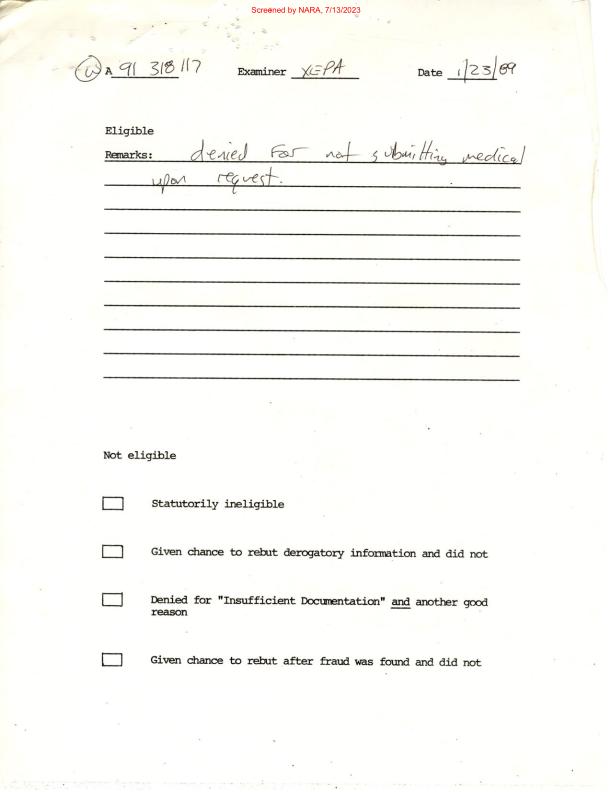 Screened by NARA, 7/13/2023
W A 91 318 117 Examiner XEPA Date 1/23/89
Eligible
Remarks: denied for not submitting medical
upon request.
Not eligible
Statutorily ineligible
Given chance to rebut derogatory information and did not
Denied for "Insufficient Documentation" and another good
reason
Given chance to rebut after fraud was found and did not